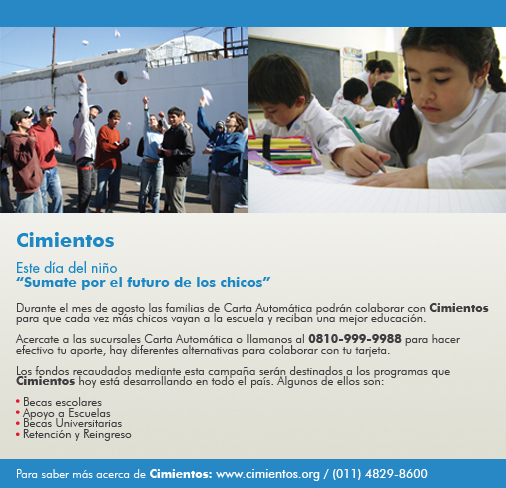 Cimientos
Este día del niño
“Sumate por el futuro de los chicos”
Durante el mes de agosto las familias de Carta Automática podrán colaborar con Cimientos
para que cada vez más chicos vayan a la escuela y reciban una mejor educación.
Acercate a las sucursales Carta Automática o llamanos al 0810-999-9988 para hacer
efectivo tu aporte, hay diferentes alternativas para colaborar con tu tarjeta.
Los fondos recaudados mediante esta campaña serán destinados a los programas que
Cimientos hoy está desarrollando en todo el país. Algunos de ellos son:
• Becas escolares
• Apoyo a Escuelas
• Becas Universitarias
• Retención y Reingreso
Para saber más acerca de Cimientos: www.cimientos.org / (011) 4829-8600